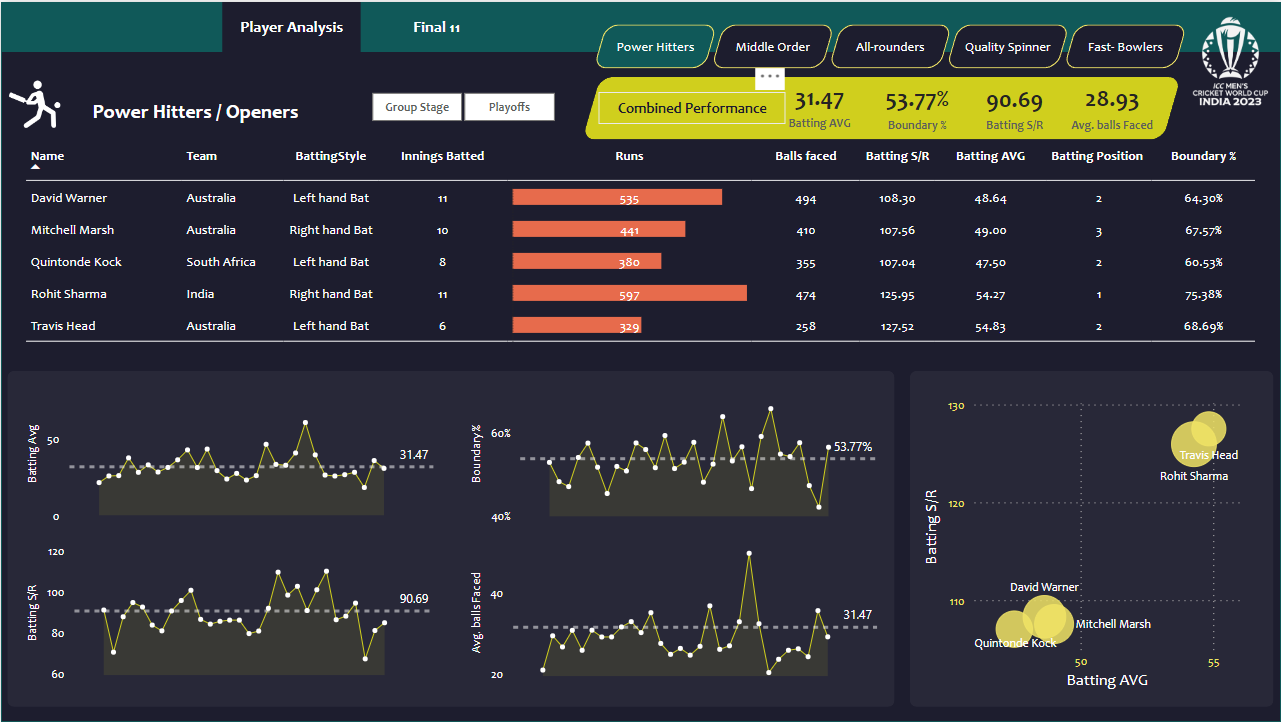 Player Analysis
Final 11
Power Hitters
Middle Order
All-rounders
Quality Spinner
Fast- Bowlers
ICC MEN'S
CRICKET WORLD CUP
INDIA 2023
Power Hitters / Openers
Group Stage
Playoffs
Combined Performance
31.47
Batting AVG
53.77%
Boundary %
90.69
Batting S/R
28.93
Avg. balls Faced
Name Team BattingStyle Innings Batted Runs Balls faced Batting S/R Batting AVG Batting Position Boundary %
David Warner Australia Left hand Bat 11 535 494 108.30 48.64 2 64.30%
Mitchell Marsh Australia Right hand Bat 10 441 410 107.56 49.00 3 67.57%
Quintonde Kock South Africa Left hand Bat 8 380 355 107.04 47.50 2 60.53%
Rohit Sharma India Right hand Bat 11 597 474 125.95 54.27 1 75.38%
Travis Head Australia Left hand Bat 6 329 258 127.52 54.83 2 68.69%
Batting Avg
50
0
31.47
Boundary %
60%
40%
53.77%
Batting S/R
120
100
80
60
90.69
Avg. balls Faced
40
20
31.47
Batting S/R
130
120
110
Travis Head
Rohit Sharma
David Warner
Mitchell Marsh
Quintonde Kock
50
55
Batting AVG